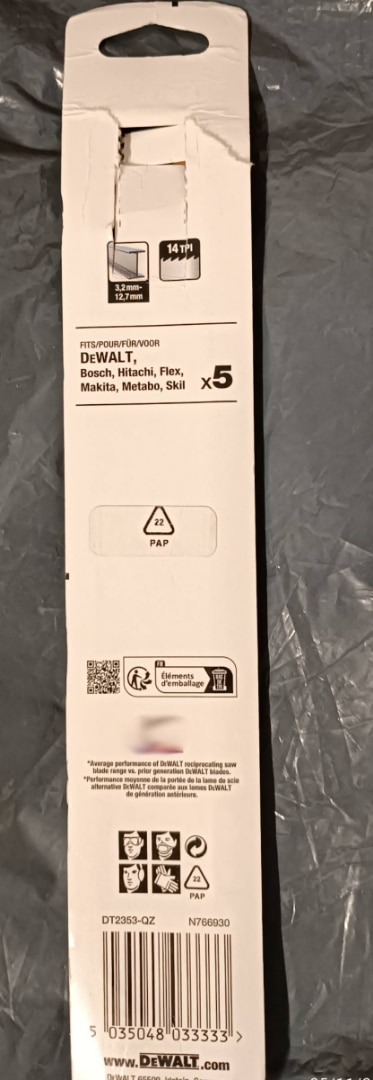 14 TPI
3,2mm-
12,7mm
FITS/POUR/FÜR/VOOR
DEWALT,
Bosch, Hitachi, Flex,
Makita, Metabo, Skil
x5
22
PAP
FR
Éléments
d'emballage
*Average performance of DEWALT reciprocating saw
blade range vs. prior generation DEWALT blades.
*Performance moyenne de la portée de la lame de scie
alternative DEWALT comparée aux lames DEWALT
de génération antérieure.
22
PAP
DT2353-QZ N766930
5 035048 033333 >
www.DEWALT.com